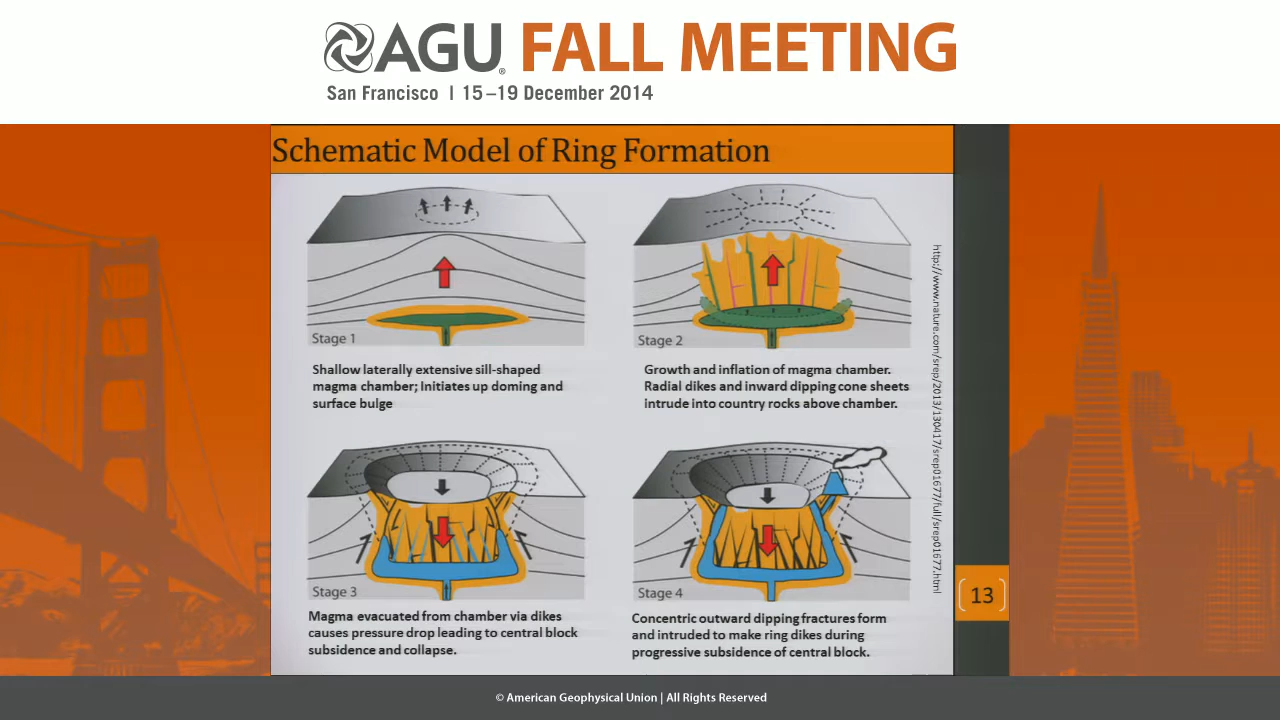 AGU® FALL MEETING
San Francisco | 15–19 December 2014
Schematic Model of Ring Formation
Stage 1
Shallow laterally extensive sill-shaped
magma chamber; Initiates up doming and
surface bulge
Stage 2
Growth and inflation of magma chamber.
Radial dikes and inward dipping cone sheets
intrude into country rocks above chamber.
Stage 3
Magma evacuated from chamber via dikes
causes pressure drop leading to central block
subsidence and collapse.
Stage 4
Concentric outward dipping fractures form
and intruded to make ring dikes during
progressive subsidence of central block.
http://www.nature.com/srep/2013/130417/srep01677/full/srep01677.html
13
© American Geophysical Union | All Rights Reserved